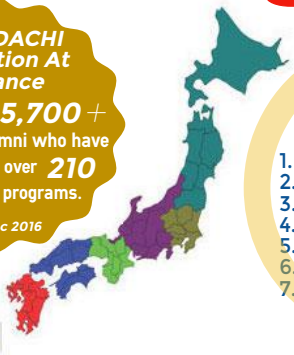 DACHI
tion At
ance
5,700 +
mni who have
over 210
programs.
c 2016
1.
2.
3.
4.
5.
6.
7.